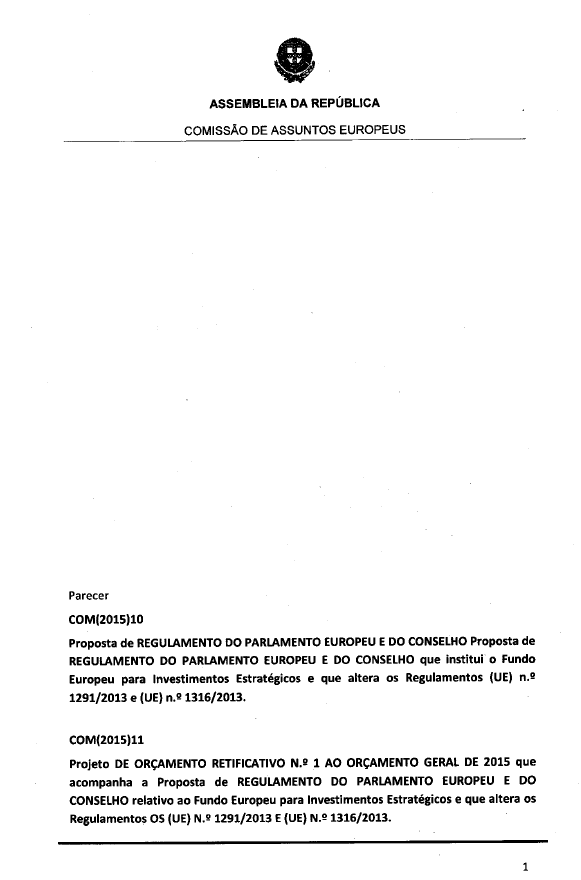 ASSEMBLEIA DA REPÚBLICA
COMISSÃO DE ASSUNTOS EUROPEUS
Parecer
COM(2015)10
Proposta de REGULAMENTO DO PARLAMENTO EUROPEU E DO CONSELHO Proposta de
REGULAMENTO DO PARLAMENTO EUROPEU E DO CONSELHO que institui o Fundo
Europeu para Investimentos Estratégicos e que altera os Regulamentos (UE) n.º
1291/2013 e (UE) n.º 1316/2013.
COM(2015)11
Projeto DE ORÇAMENTO RETIFICATIVO N.º 1 AO ORÇAMENTO GERAL DE 2015 que
acompanha a Proposta de REGULAMENTO DO PARLAMENTO EUROPEU E DO
CONSELHO relativo ao Fundo Europeu para Investimentos Estratégicos e que altera os
Regulamentos OS (UE) N.º 1291/2013 E (UE) N.º 1316/2013.
1